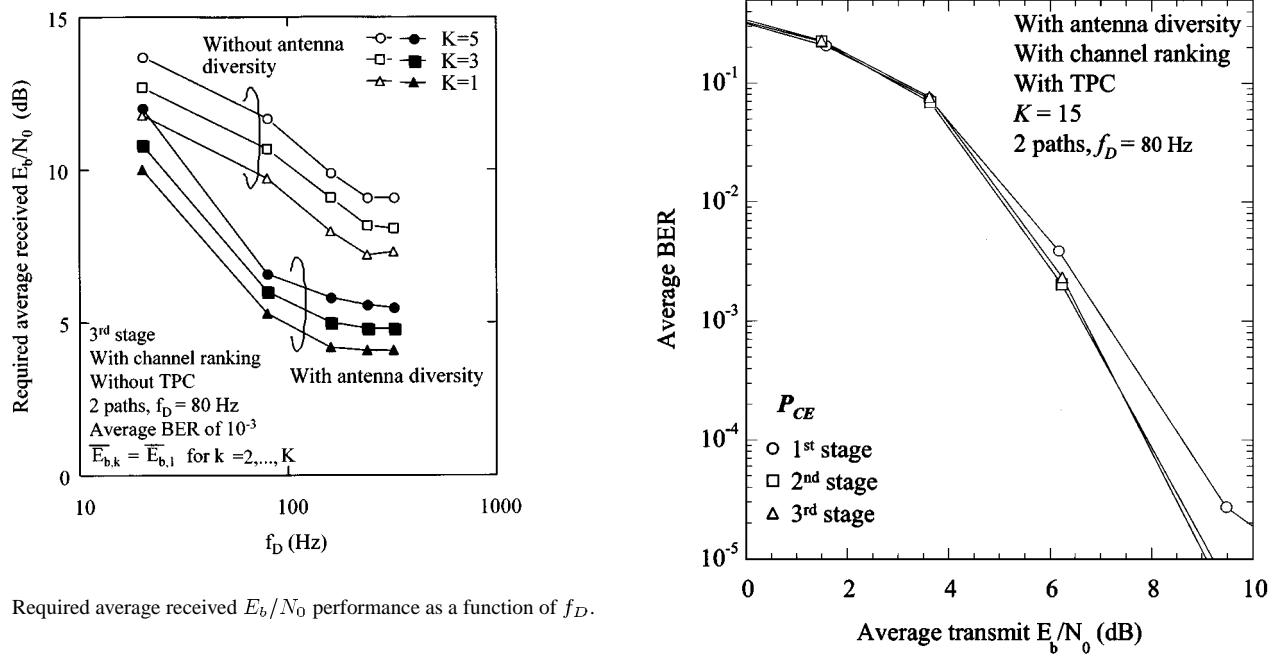 15
10
5
0
10
100
1000
Required average received E_b/N_0 (dB)
f_D (Hz)
Without antenna
diversity
K=5
K=3
K=1
With antenna diversity
3rd stage
With channel ranking
Without TPC
2 paths, f_D = 80 Hz
Average BER of 10^-3
E̅_b,k = E̅_b,1 for k =2,..., K
Required average received E_b/N_0 performance as a function of f_D.
10^-1
10^-2
10^-3
10^-4
10^-5
0
2
4
6
8
10
Average BER
Average transmit E_b/N_0 (dB)
With antenna diversity
With channel ranking
With TPC
K = 15
2 paths, f_D = 80 Hz
P_CE
1st stage
2nd stage
3rd stage